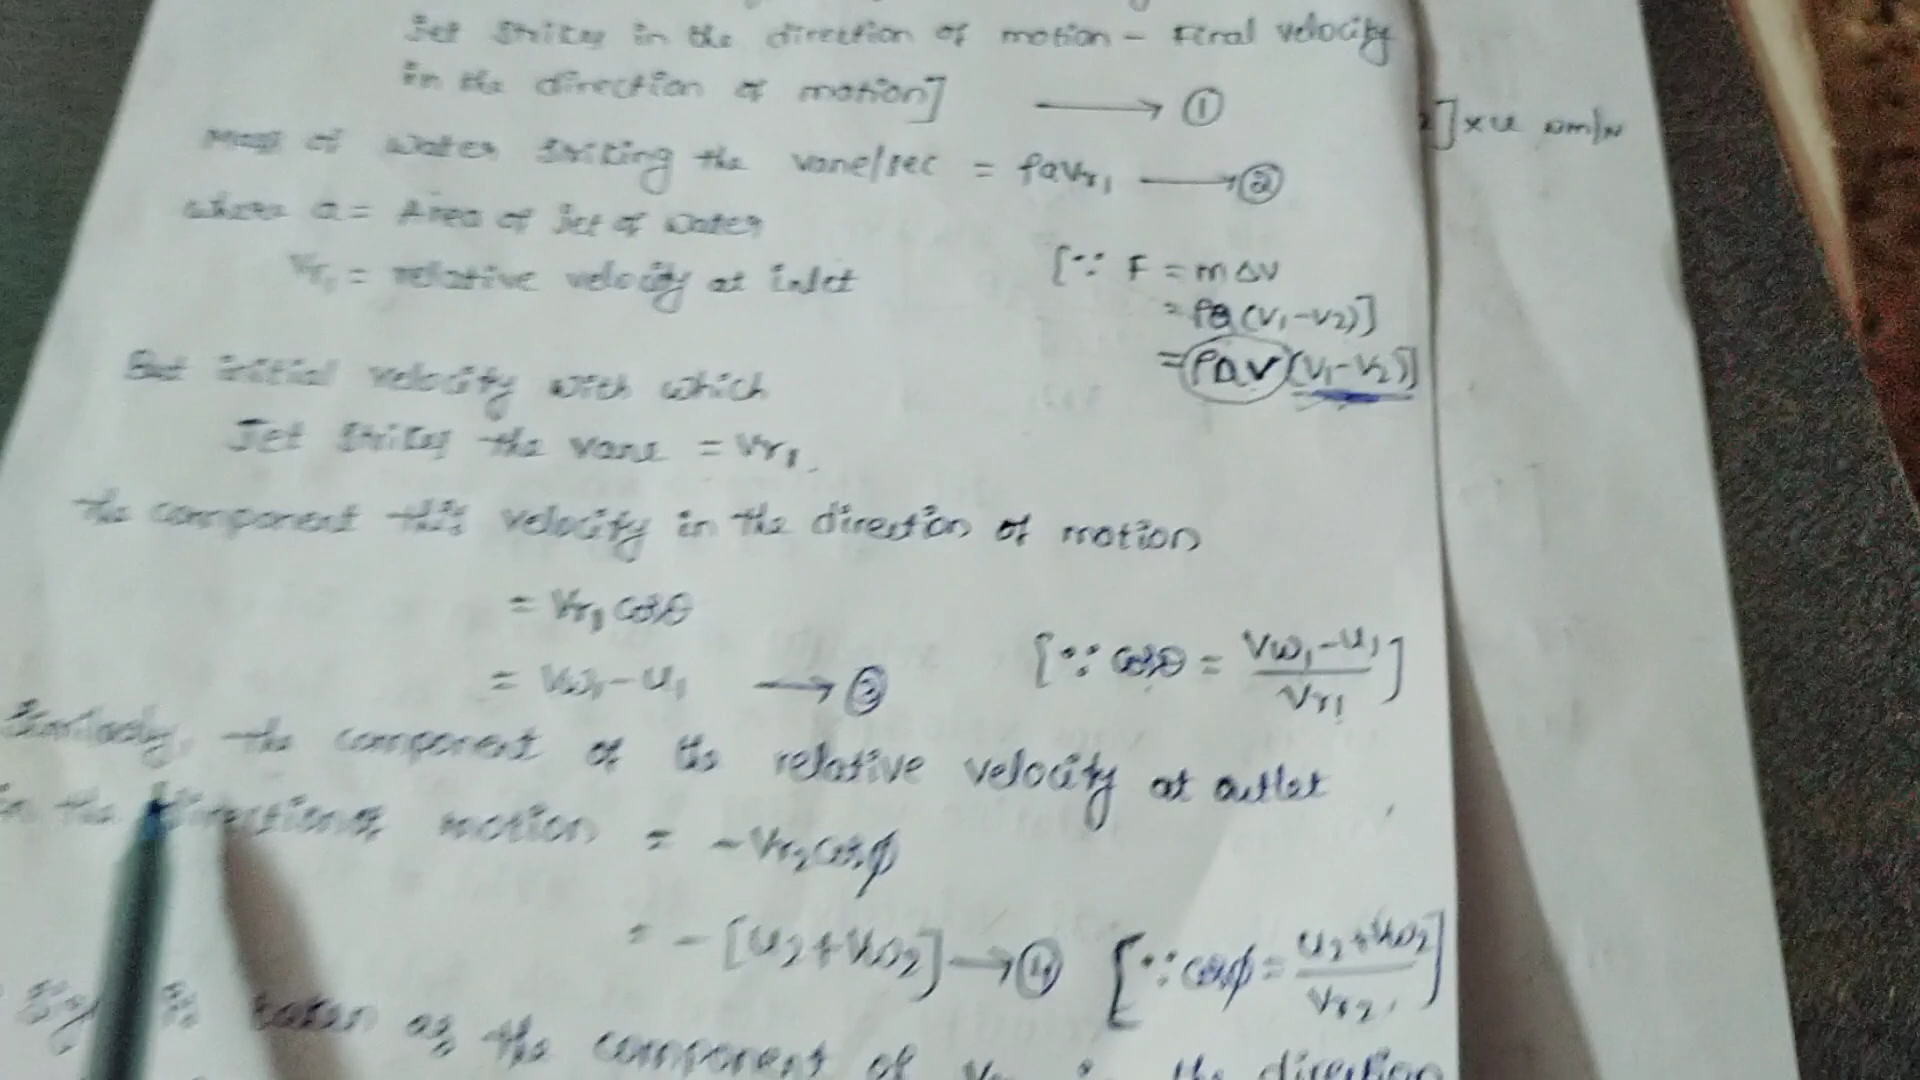 Jet Strikes in the direction of motion - Final velocity
in the direction of motion] → ①
2] × u Nm/N
Mass of water striking the vane/sec = ρaVr₁ → ②
where a = Area of Jet of water
Vr₁ = relative velocity at inlet
[∵ F = mΔV
= ρQ(V₁-V₂)]
= ρaV(V₁-V₂)]
But initial velocity with which
Jet Strikes the vane = Vr₁.
the component this velocity in the direction of motion
= Vr₁ cosθ
= Vw₁-u₁ → ③ [∵ cosθ = (Vw₁-u₁)/Vr₁]
Similarly, the component of the relative velocity at outlet
in the direction of motion = -Vr₂cosφ
= -[u₂+Vw₂] → ④ [∵ cosφ = (u₂+Vw₂)/Vr₂]
taken as the component of the direction